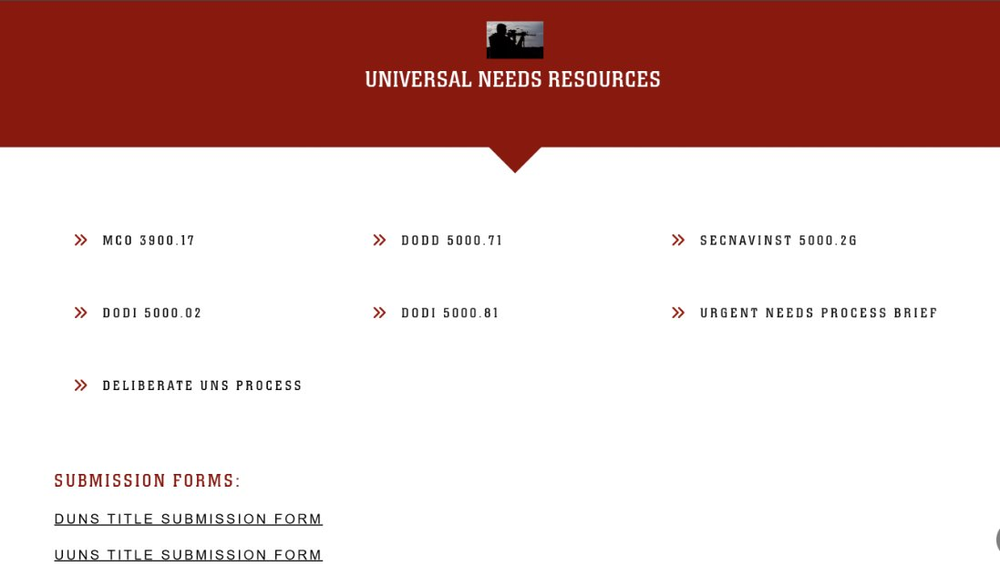 UNIVERSAL NEEDS RESOURCES
MCO 3900.17
DODD 5000.71
SECNAVINST 5000.2G
DODI 5000.02
DODI 5000.81
URGENT NEEDS PROCESS BRIEF
DELIBERATE UNS PROCESS
SUBMISSION FORMS:
DUNS TITLE SUBMISSION FORM
UUNS TITLE SUBMISSION FORM